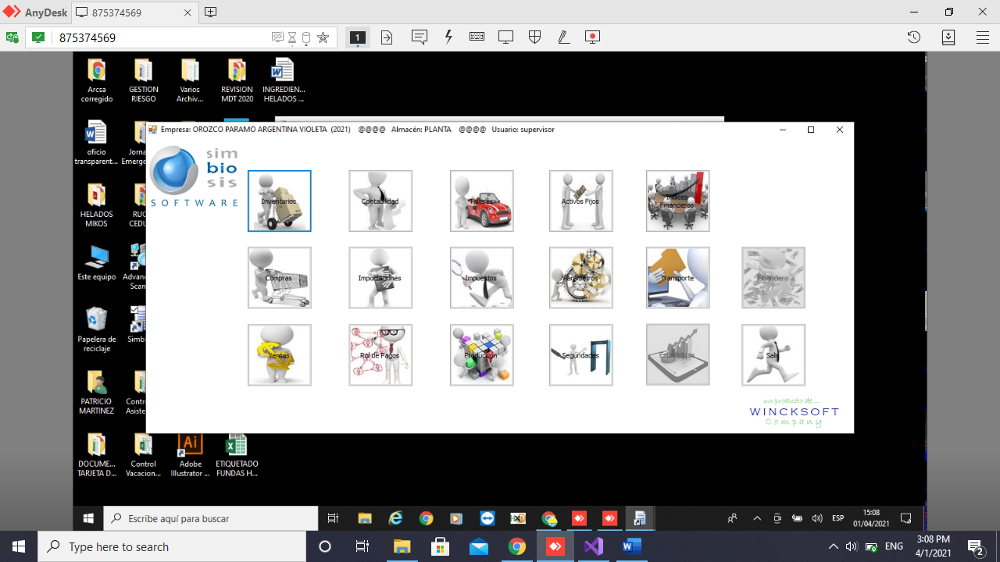 AnyDesk
875374569
875374569
1
Arcsa corregido
GESTION RIESGO
Varios Archiv...
REVISION MDT 2020
INGREDIEN... HELADOS ...
Empresa: OROZCO PARAMO ARGENTINA VIOLETA (2021) @@@@ Almacén: PLANTA @@@@ Usuario: supervisor
oficio transparent...
Jorna
Emergen
sim
bio
sis
SOFTWARE
Inventarios
Contabilidad
Talleres
Activos Fijos
Indices Financieros
HELADOS MIKOS
RUC
CEDU
Compras
Importaciones
Impuestos
Parámetros
Transporte
Financiero
Este equipo
Advanc
Scan
Ventas
Rol de Pagos
Producción
Seguridades
Estadísticas
Salir
Papelera de reciclaje
Simb
PATRICIO MARTINEZ
Contro
Asiste
un producto de ...
WINCKSOFT
Company
DOCUME... TARJETA D...
Control Vacacion...
Ai
Adobe Illustrator ...
ETIQUETADO FUNDAS H...
Escribe aquí para buscar
ESP
15:08
01/04/2021
Type here to search
ENG
3:08 PM
4/1/2021
2